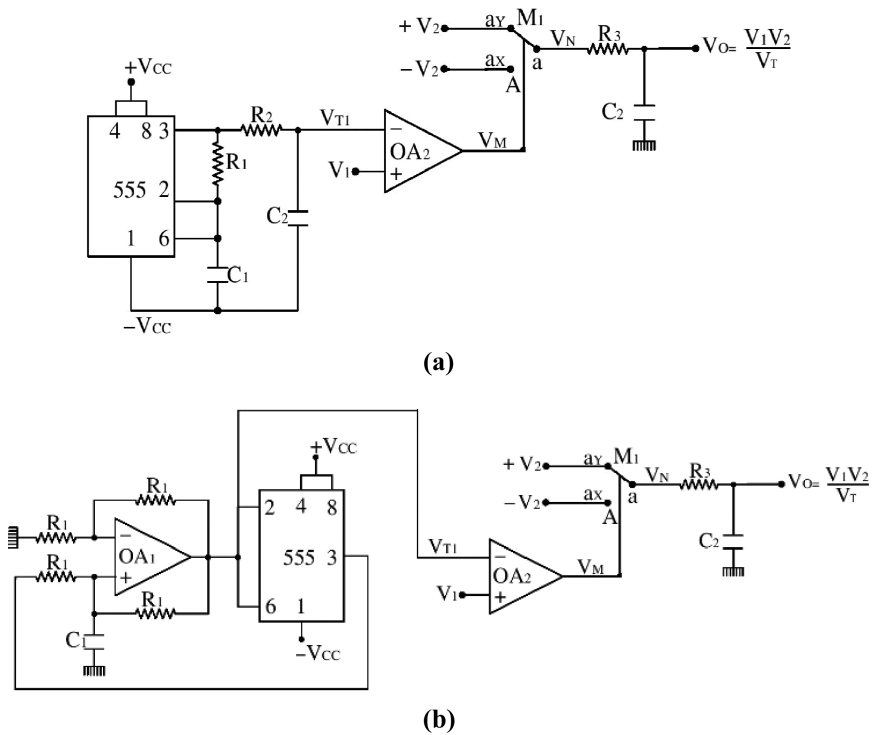 +VCC
4 8 3
555 2
1 6
R1
R2
C1
C2
−VCC
VT1
V1
− OA2 +
VM
+ V2
− V2
aY
aX
M1
a
A
VN
R3
C2
VO= V1V2 / VT
(a)
R1
R1
R1
R1
− OA1 +
C1
+VCC
2 4 8
555 3
6 1
−VCC
VT1
V1
− OA2 +
VM
+ V2
− V2
aY
aX
M1
a
A
VN
R3
C2
VO= V1V2 / VT
(b)